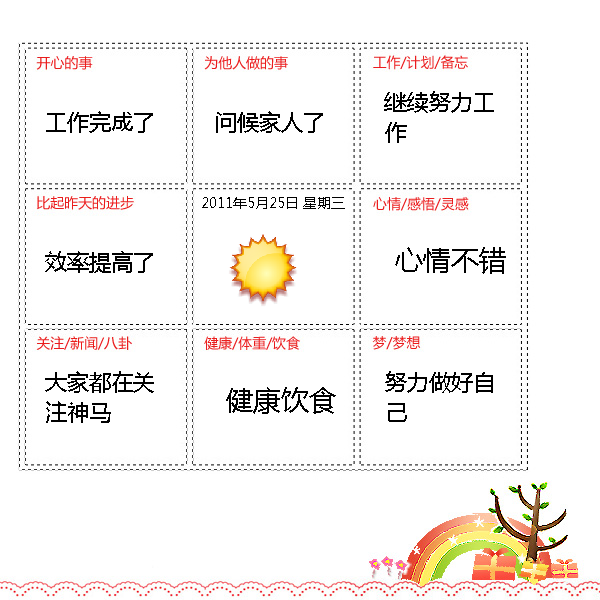 开心的事
工作完成了
为他人做的事
问候家人了
工作/计划/备忘
继续努力工
作
比起昨天的进步
效率提高了
2011年5月25日 星期三
心情/感悟/灵感
心情不错
关注/新闻/八卦
大家都在关
注神马
健康/体重/饮食
健康饮食
梦/梦想
努力做好自
己